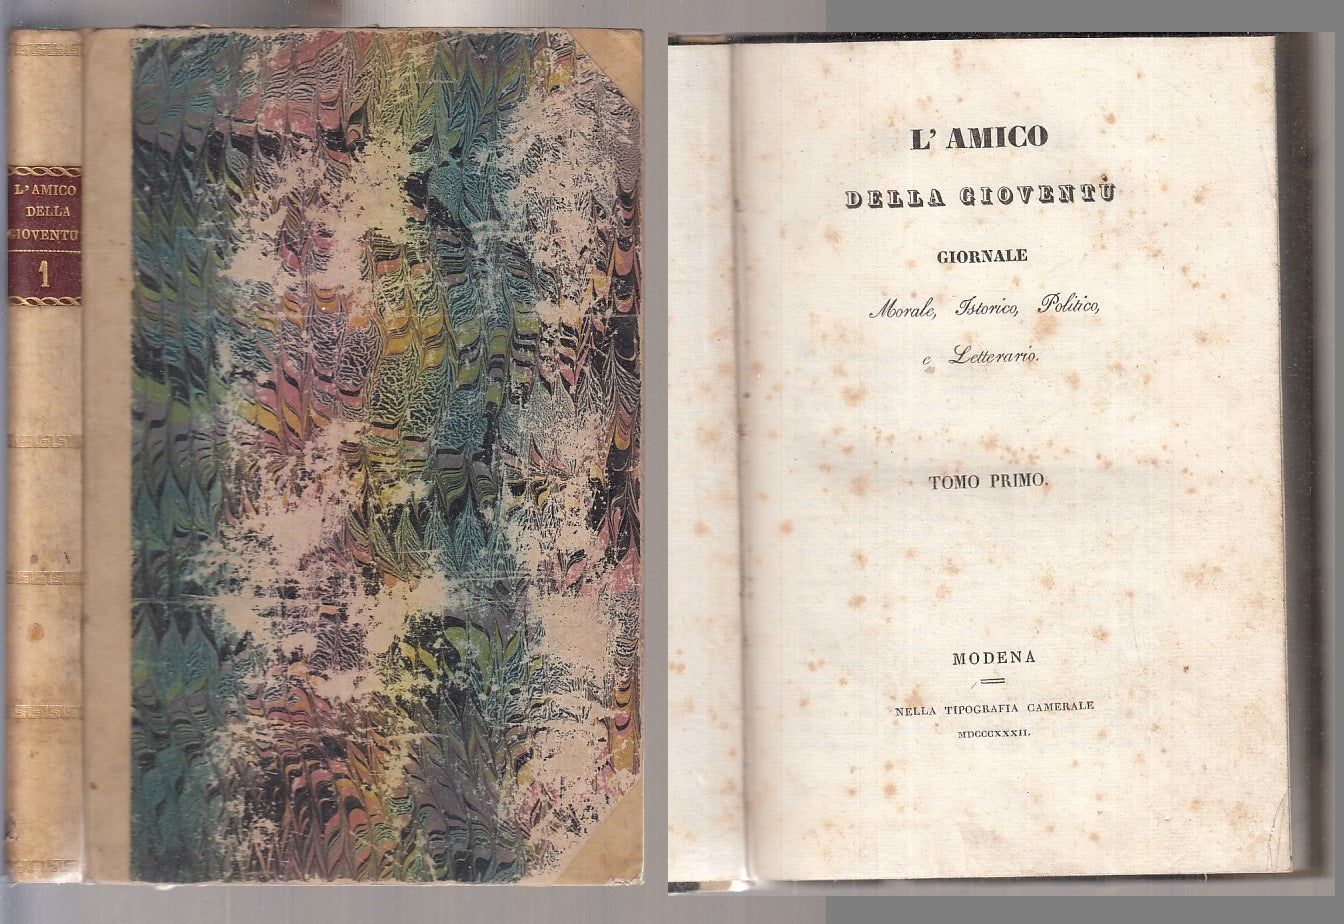 L'AMICO
DELLA
GIOVENTU
1
L' AMICO
DELLA GIOVENTÙ
GIORNALE
Morale, Istorico, Politico,
e Letterario.
TOMO PRIMO.
MODENA
NELLA TIPOGRAFIA CAMERALE
MDCCCXXXII.